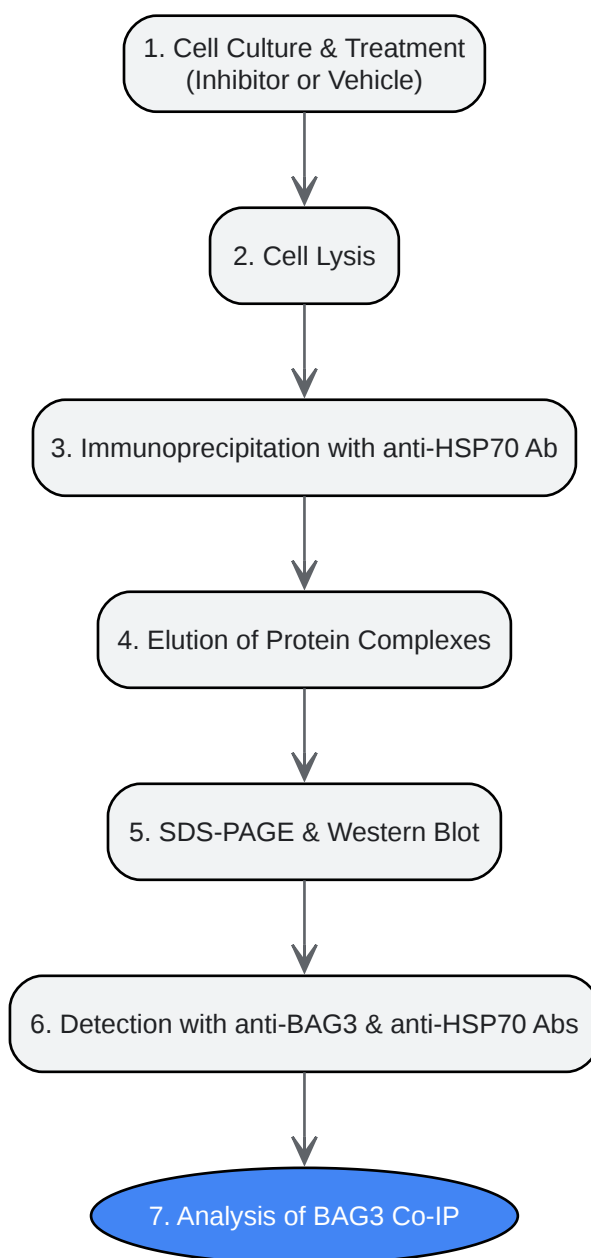 1. Cell Culture & Treatment
(Inhibitor or Vehicle)
2. Cell Lysis
3. Immunoprecipitation with anti-HSP70 Ab
4. Elution of Protein Complexes
5. SDS-PAGE & Western Blot
6. Detection with anti-BAG3 & anti-HSP70 Abs
7. Analysis of BAG3 Co-IP